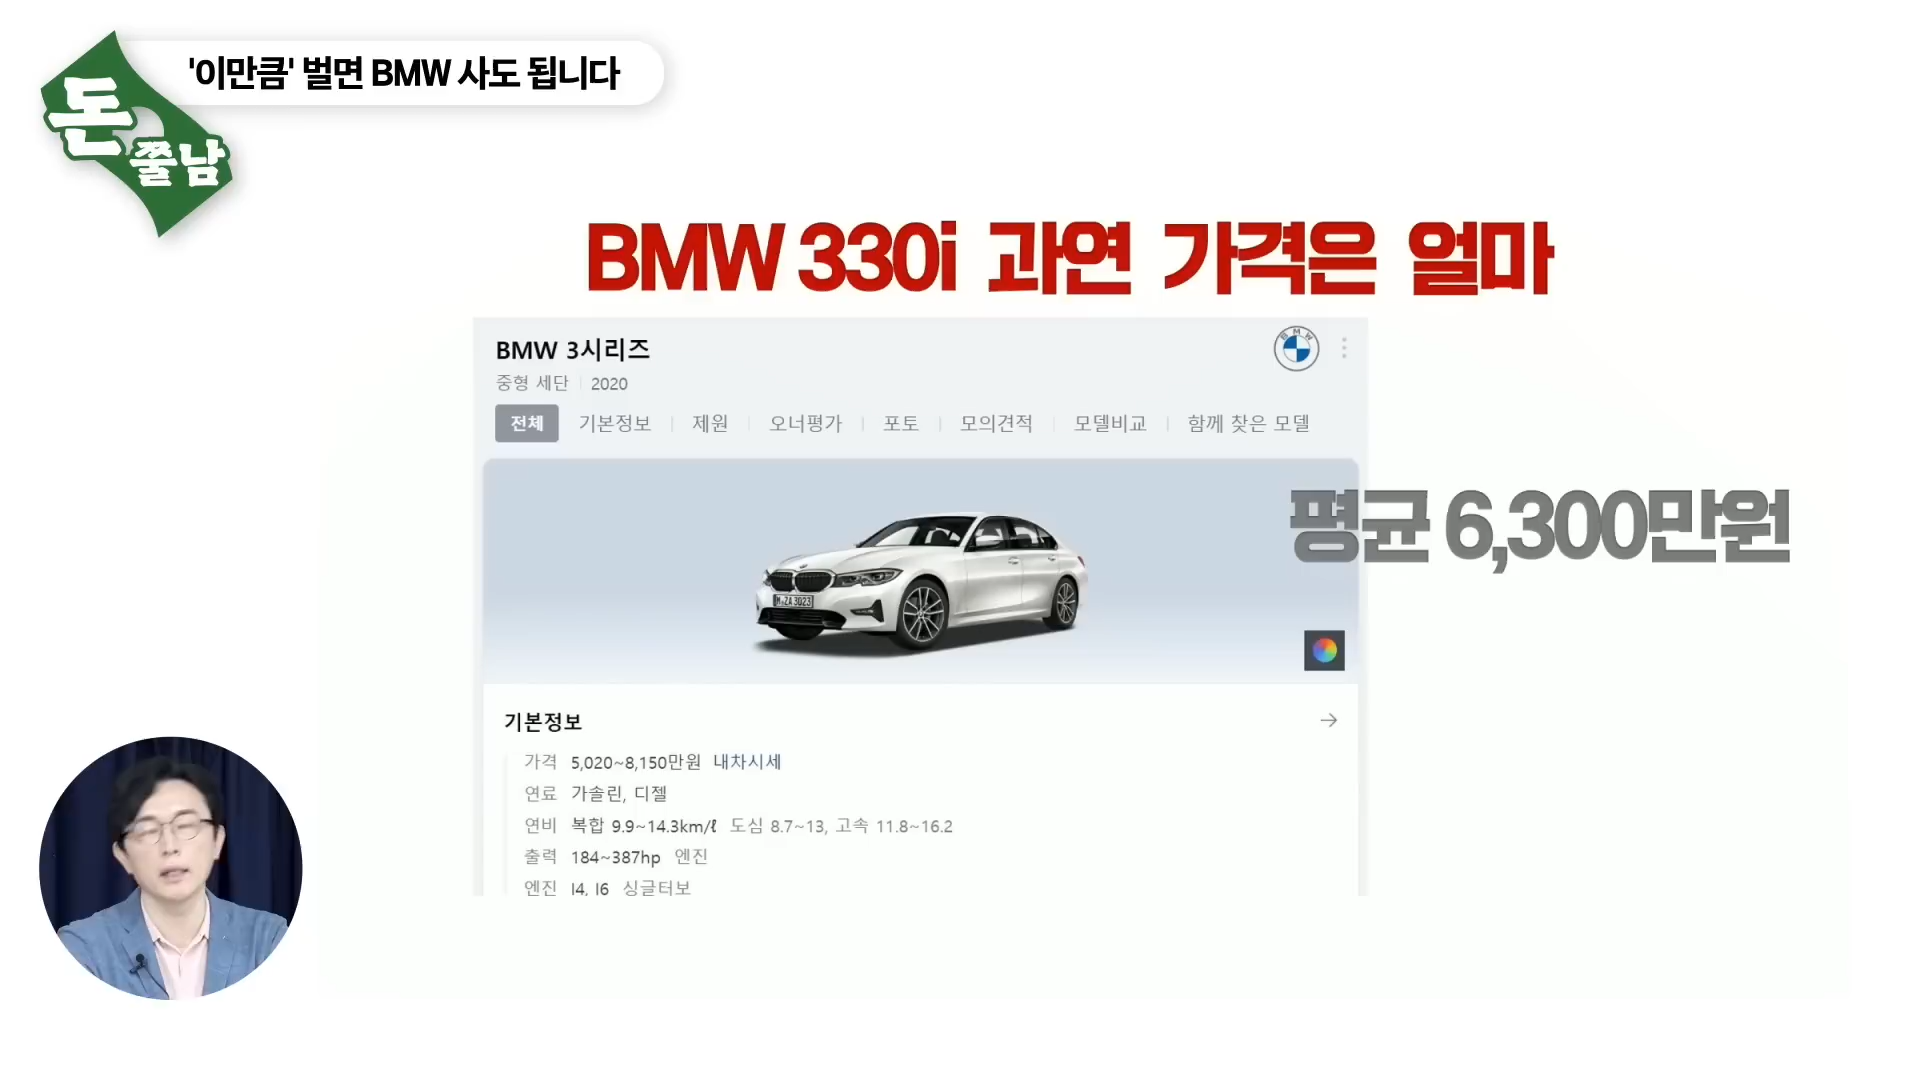 '이만큼' 벌면 BMW 사도 됩니다
돈
쭐남
BMW 330i 과연 가격은 얼마
BMW 3시리즈
중형 세단 2020
전체 기본정보 제원 오너평가 포토 모의견적 모델비교 함께 찾은 모델
평균 6,300만원
M·ZA 3023
기본정보
가격 5,020~8,150만원 내차시세
연료 가솔린, 디젤
연비 복합 9.9~14.3km/ℓ 도심 8.7~13, 고속 11.8~16.2
출력 184~387hp 엔진
엔진 I4, I6 싱글터보